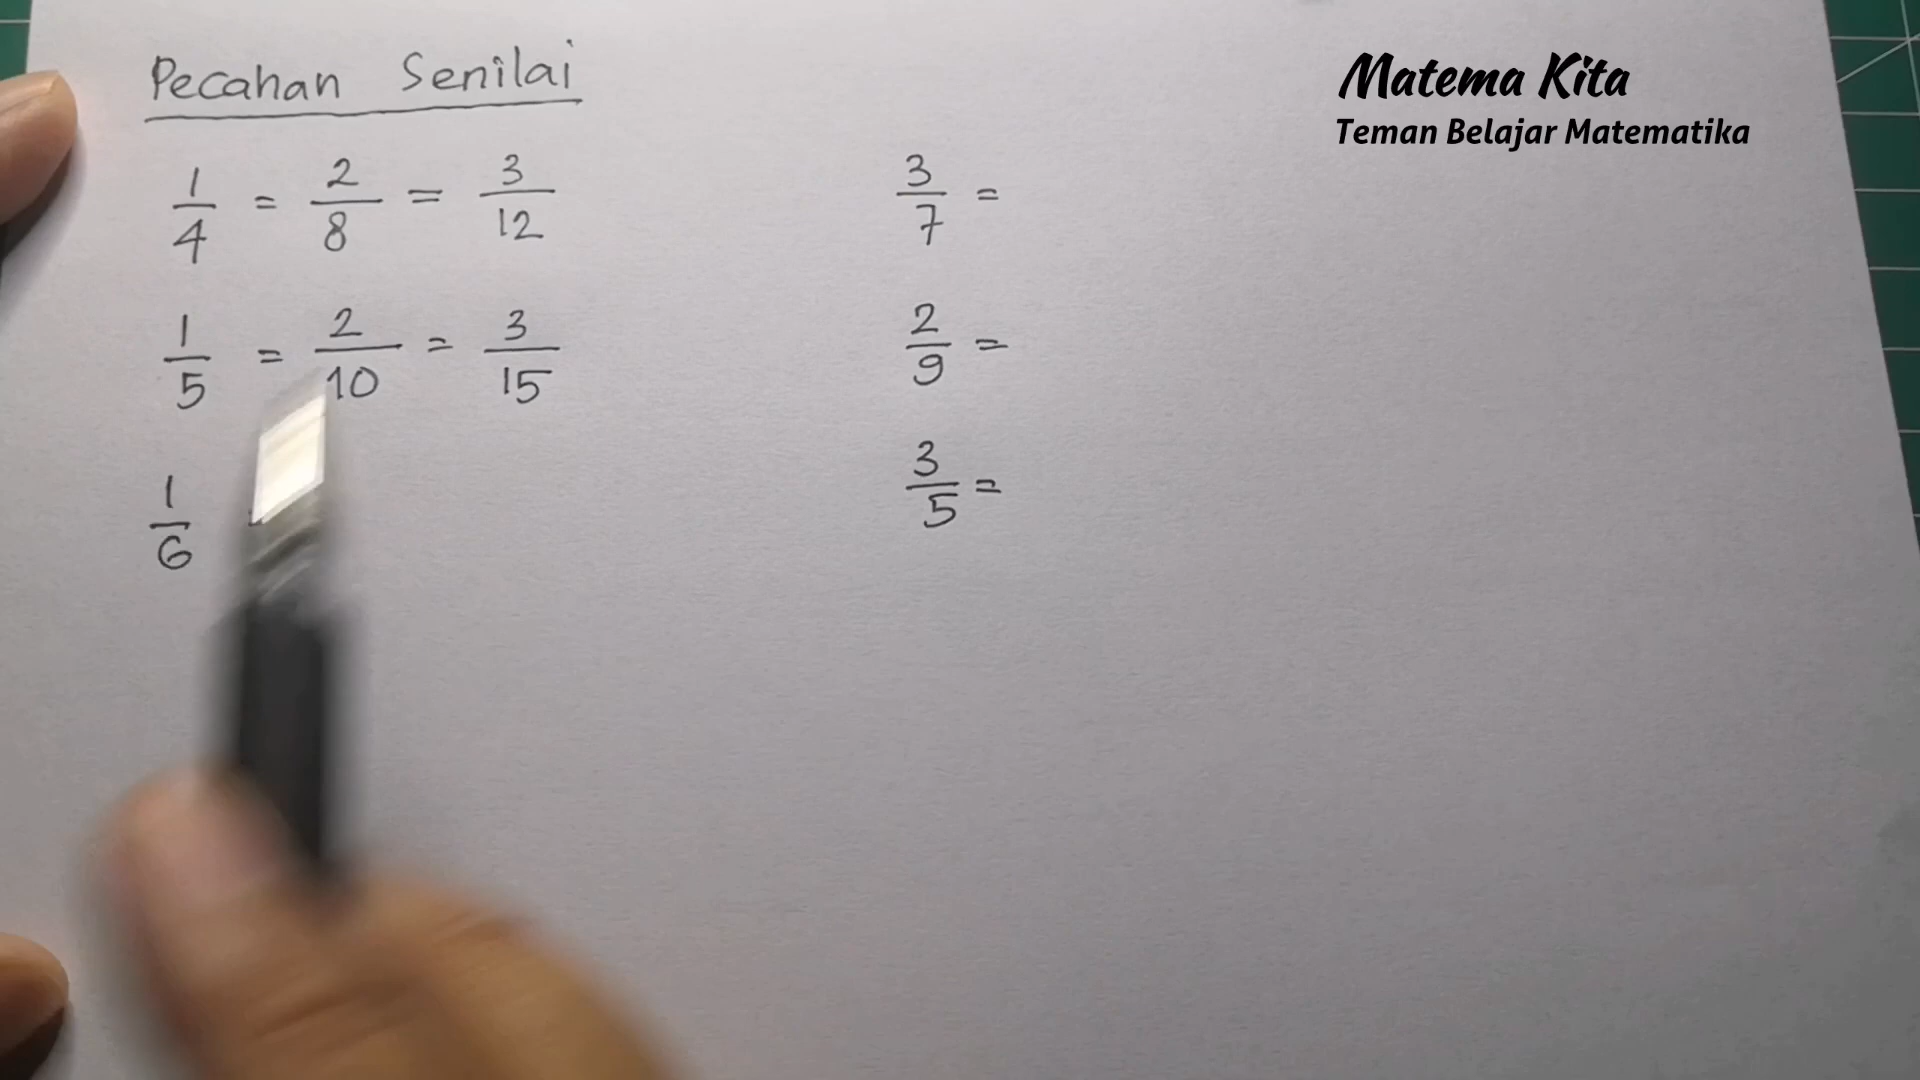 Pecahan Senilai
Matema Kita
Teman Belajar Matematika
1/4 = 2/8 = 3/12
1/5 = 2/10 = 3/15
1/6
3/7 =
2/9 =
3/5 =